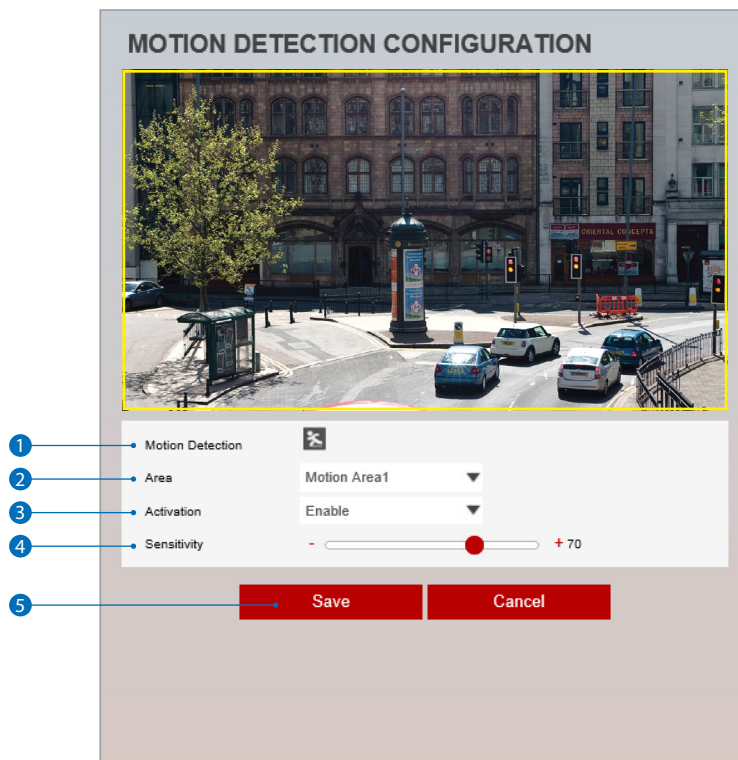 MOTION DETECTION CONFIGURATION
ORIENTAL CONCEPTS
1 Motion Detection
2 Area Motion Area1
3 Activation Enable
4 Sensitivity - + 70
5 Save Cancel